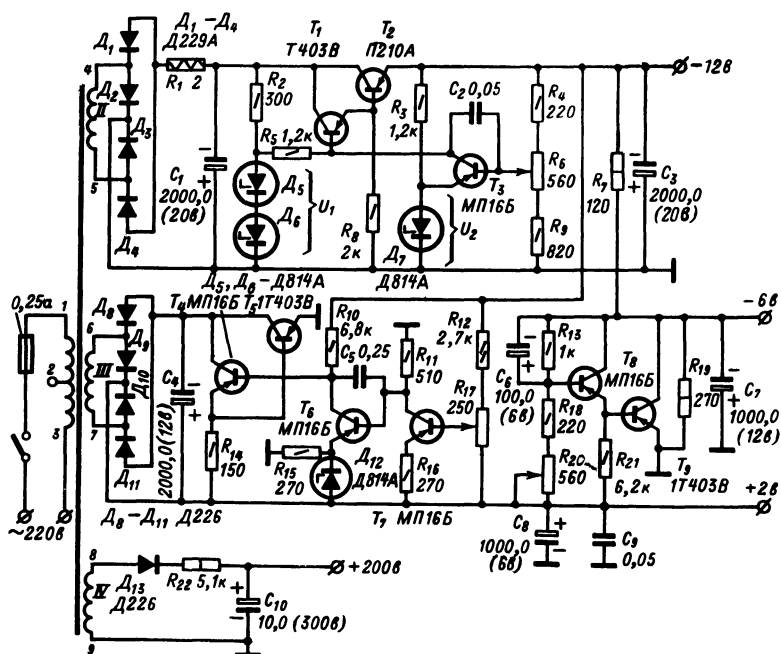 Д₁ – Д₄
Д229А
Д₁
Д₂
Д₃
Д₄
4
II
5
R₁ 2
R₂
300
R₅ 1,2к
C₁
2000,0
(20в)
Д₅
Д₆
U₁
T₁
Т403В
T₂
П210А
R₃
1,2к
C₂ 0,05
R₄
220
T₃
МП16Б
R₆
560
R₈
2к
U₂
Д₇
Д814А
R₉
820
R₇
120
C₃
2000,0
(20в)
–12в
Д₅, Д₆ – Д814А
0,25а
1
2
3
~220в
6
III
7
Д₈
Д₉
Д₁₀
Д₁₁
Д₈ – Д₁₁ Д226
C₄
2000,0 (12в)
T₄ МП16Б
T₅ 1Т403В
R₁₀
6,8к
C₅ 0,25
R₁₁
510
R₁₂
2,7к
R₁₄
150
T₆
МП16Б
R₁₅
270
Д₁₂
Д814А
R₁₆
270
T₇ МП16Б
R₁₇
250
C₆
100,0
(6в)
R₁₃
1к
T₈
МП16Б
R₁₈
220
R₂₀
560
R₂₁
6,2к
R₁₉
270
T₉
1Т403В
C₇
1000,0
(12в)
–6в
+2в
C₈
1000,0
(6в)
C₉
0,05
8
IV
9
Д₁₃
Д226
R₂₂ 5,1к
+200в
C₁₀
10,0 (300в)